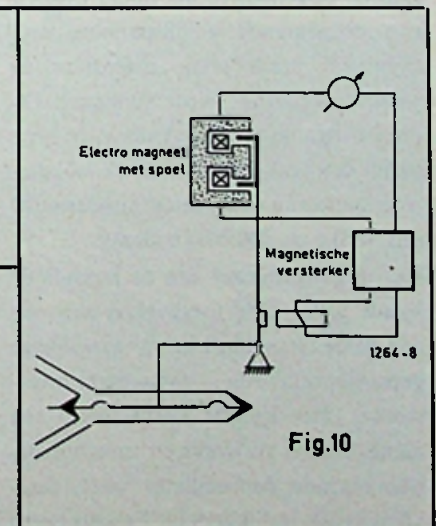 Electro magneet
met spoel
Magnetische
versterker
1264-8
Fig.10